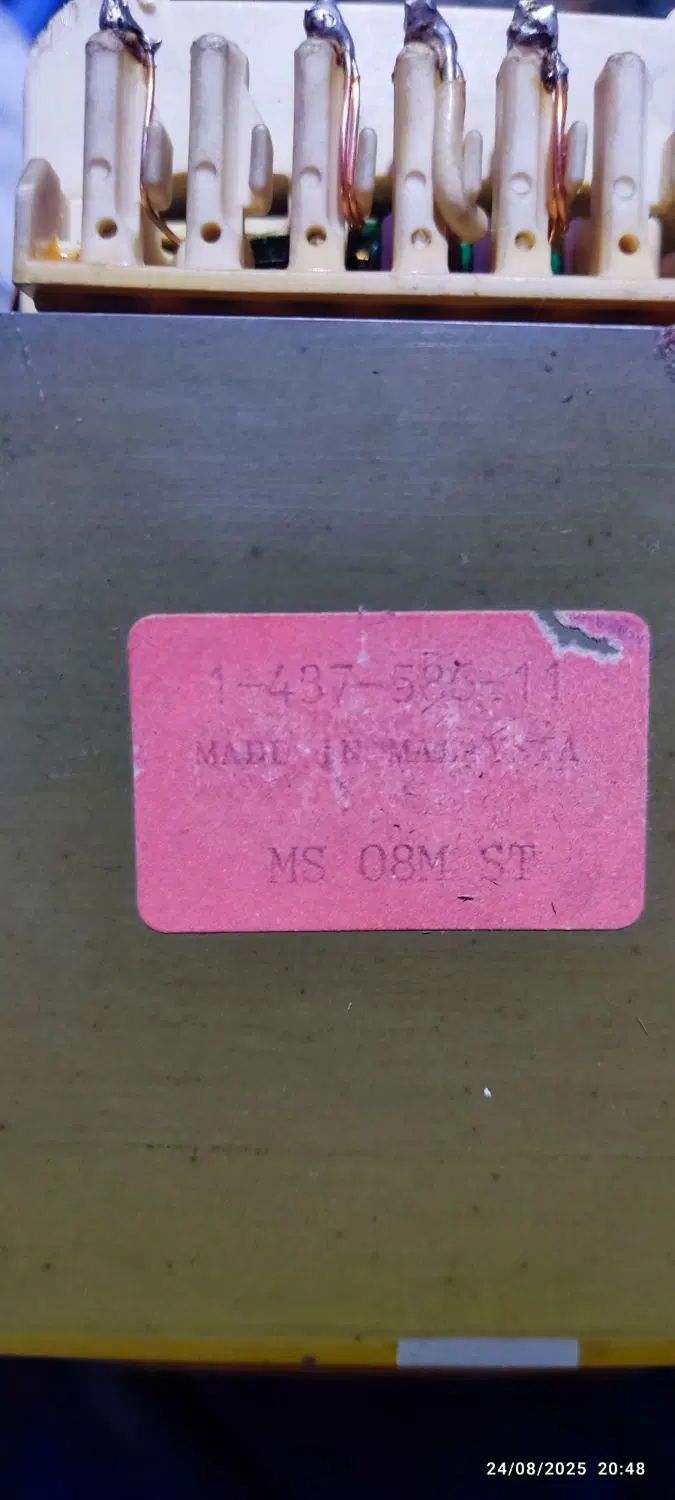 1-437-585-11
MADE IN MALAYSIA
MS 08M ST
24/08/2025 20:48